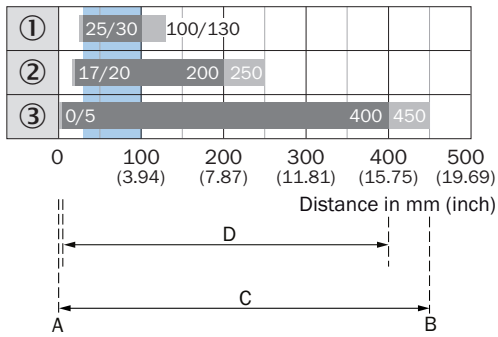 ① 25/30 100/130
② 17/20 200 250
③ 0/5 400 450
0 100 200 300 400 500
(3.94) (7.87) (11.81) (15.75) (19.69)
Distance in mm (inch)
D
C
A B